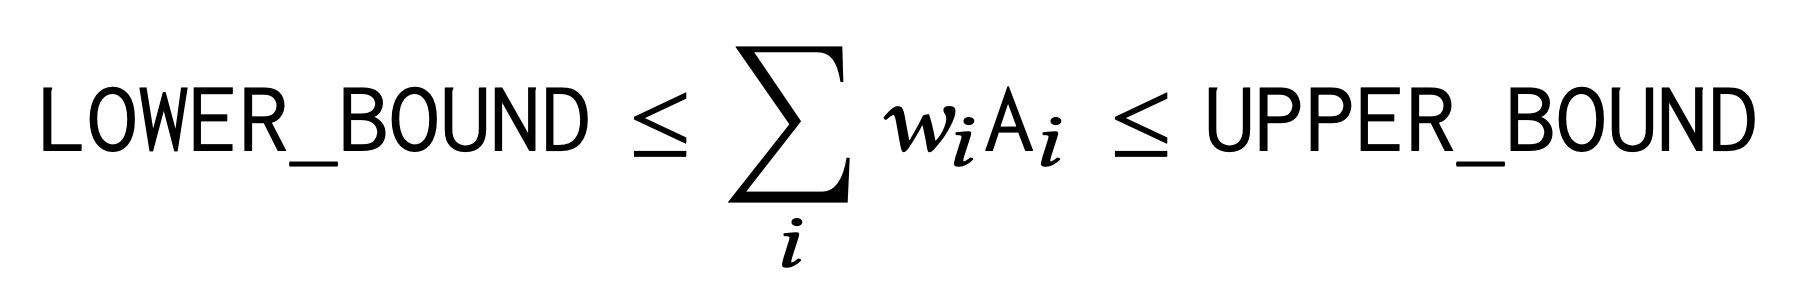 LOWER_BOUND ≤ ∑ᵢ wᵢAᵢ ≤ UPPER_BOUND